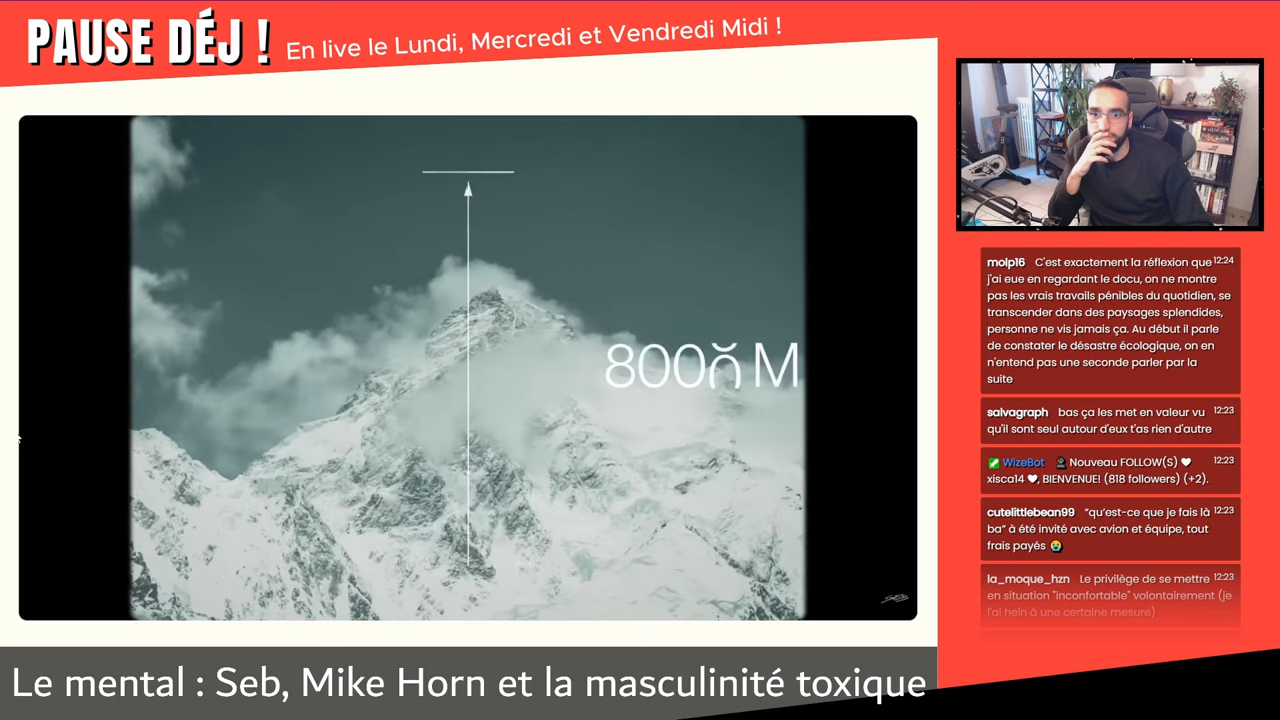 PAUSE DÉJ !
En live le Lundi, Mercredi et Vendredi Midi !
8000 M
molp16 C'est exactement la réflexion que 12:24
j'ai eue en regardant le docu, on ne montre
pas les vrais travails pénibles du quotidien, se
transcender dans des paysages splendides,
personne ne vis jamais ça. Au début il parle
de constater le désastre écologique, on en
n'entend pas une seconde parler par la
suite
salvagraph bas ça les met en valeur vu 12:23
qu'il sont seul autour d'eux t'as rien d'autre
WizeBot Nouveau FOLLOW(S) 12:23
xisca14 , BIENVENUE! (818 followers) (+2).
cutelittlebean99 "qu'est-ce que je fais là 12:23
ba" à été invité avec avion et équipe, tout
frais payés
la_moque_hzn Le privilège de se mettre 12:23
en situation "inconfortable" volontairement (je
l'ai hein à une certaine mesure)
Le mental : Seb, Mike Horn et la masculinité toxique